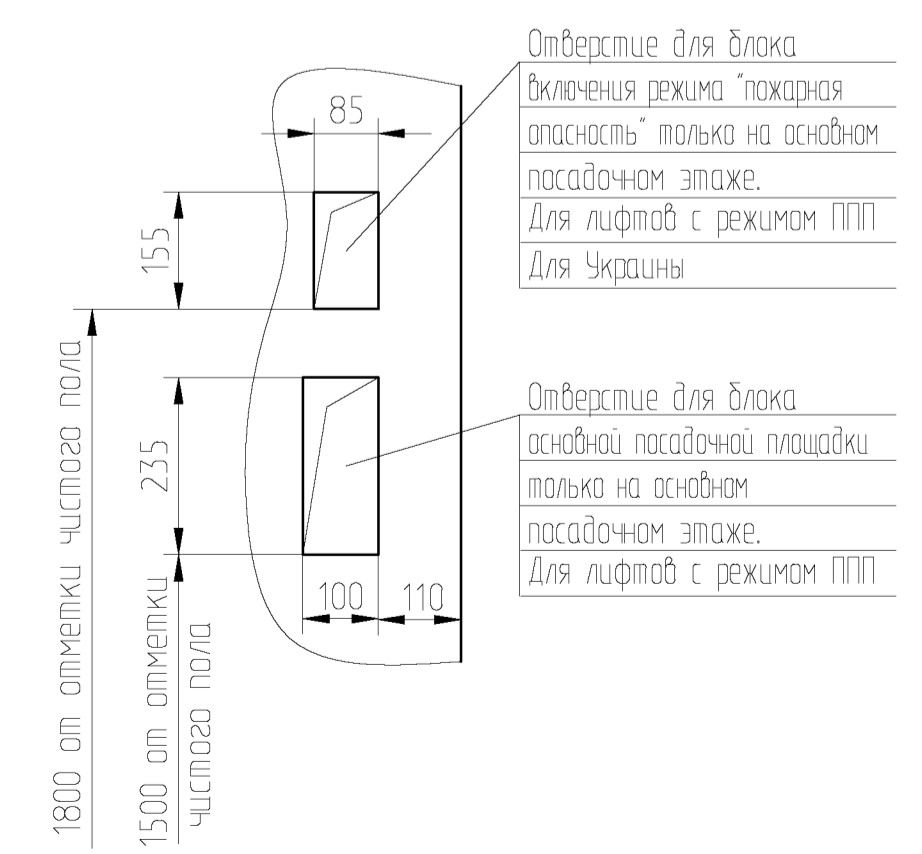 Отверстие для блока
включения режима "пожарная
опасность" только на основном
посадочном этаже.
Для лифтов с режимом ППП
Для Украины
85
155
1800 от отметки чистого пола
235
1500 от отметки
чистого пола
100
110
Отверстие для блока
основной посадочной площадки
только на основном
посадочном этаже.
Для лифтов с режимом ППП